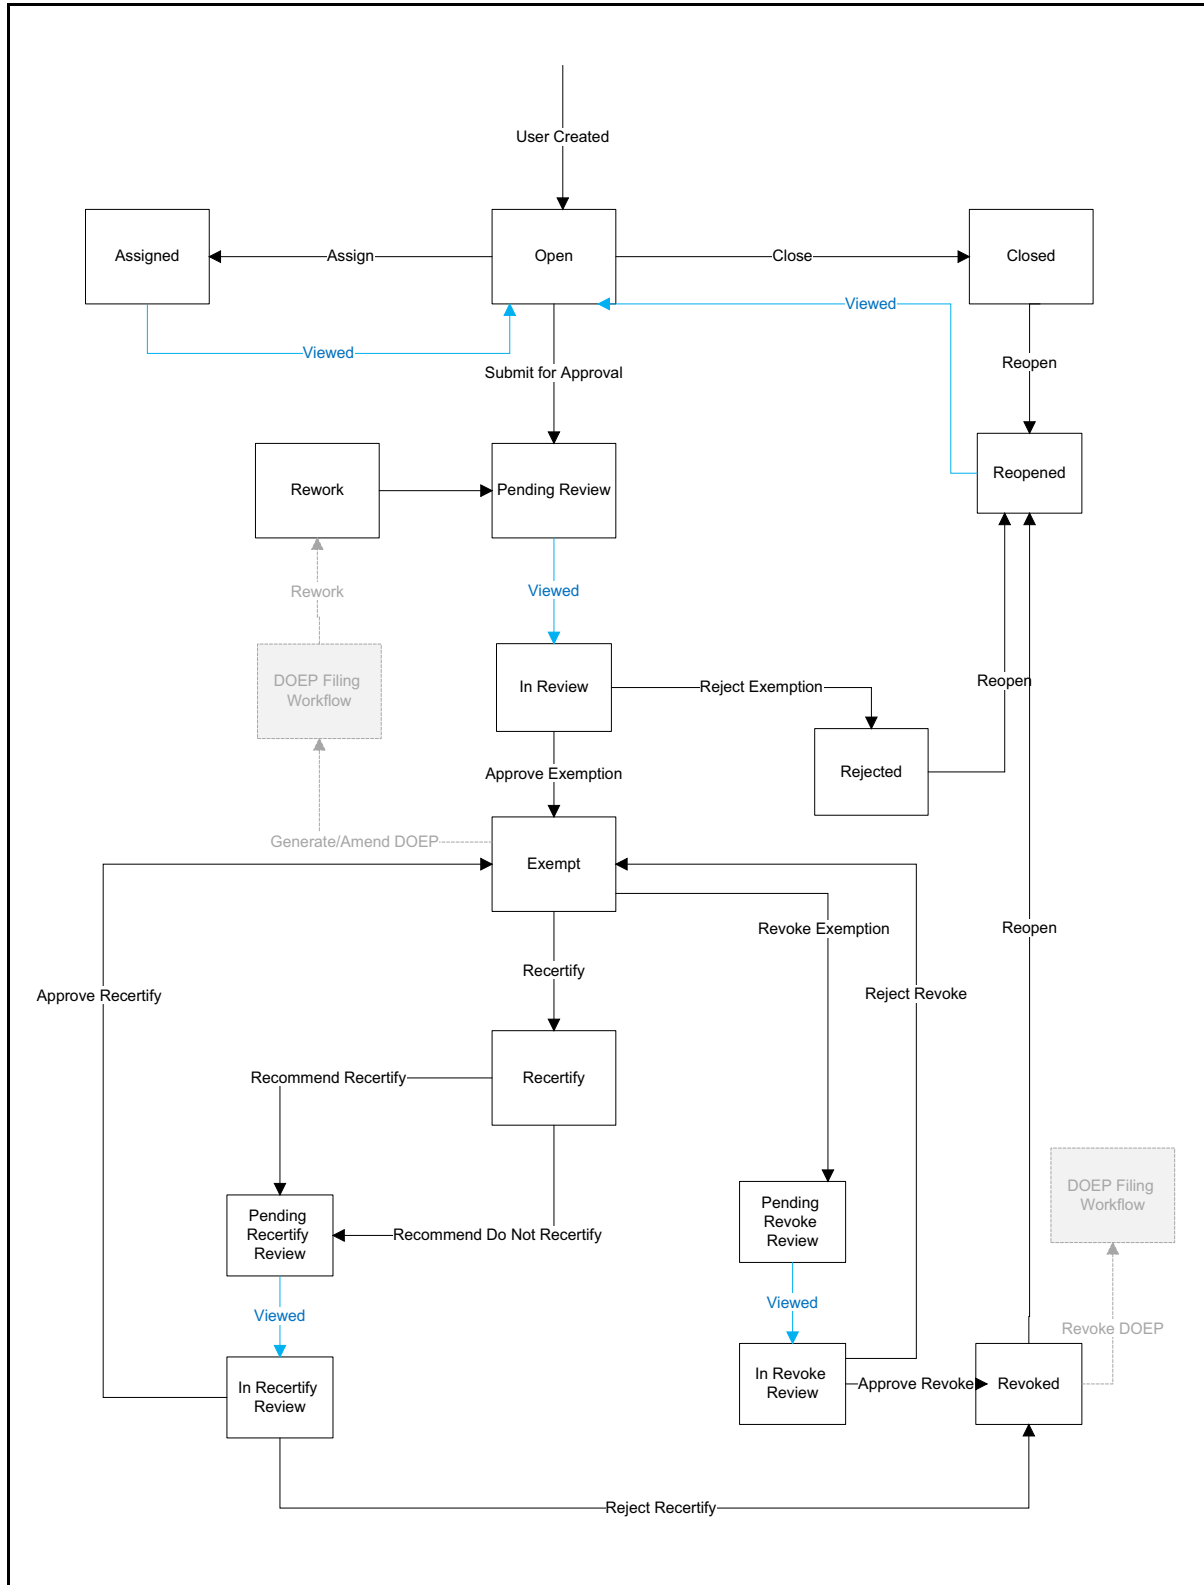 User Created
Assigned
Assign
Open
Close
Closed
Viewed
Viewed
Submit for Approval
Reopen
Rework
Pending Review
Reopened
Rework
Viewed
DOEP Filing
Workflow
In Review
Reject Exemption
Reopen
Approve Exemption
Rejected
Generate/Amend DOEP
Exempt
Revoke Exemption
Reopen
Recertify
Approve Recertify
Reject Revoke
Recommend Recertify
Recertify
DOEP Filing
Workflow
Pending
Recertify
Review
Recommend Do Not Recertify
Pending
Revoke
Review
Viewed
Viewed
Revoke DOEP
In Recertify
Review
In Revoke
Review
Approve Revoke
Revoked
Reject Recertify